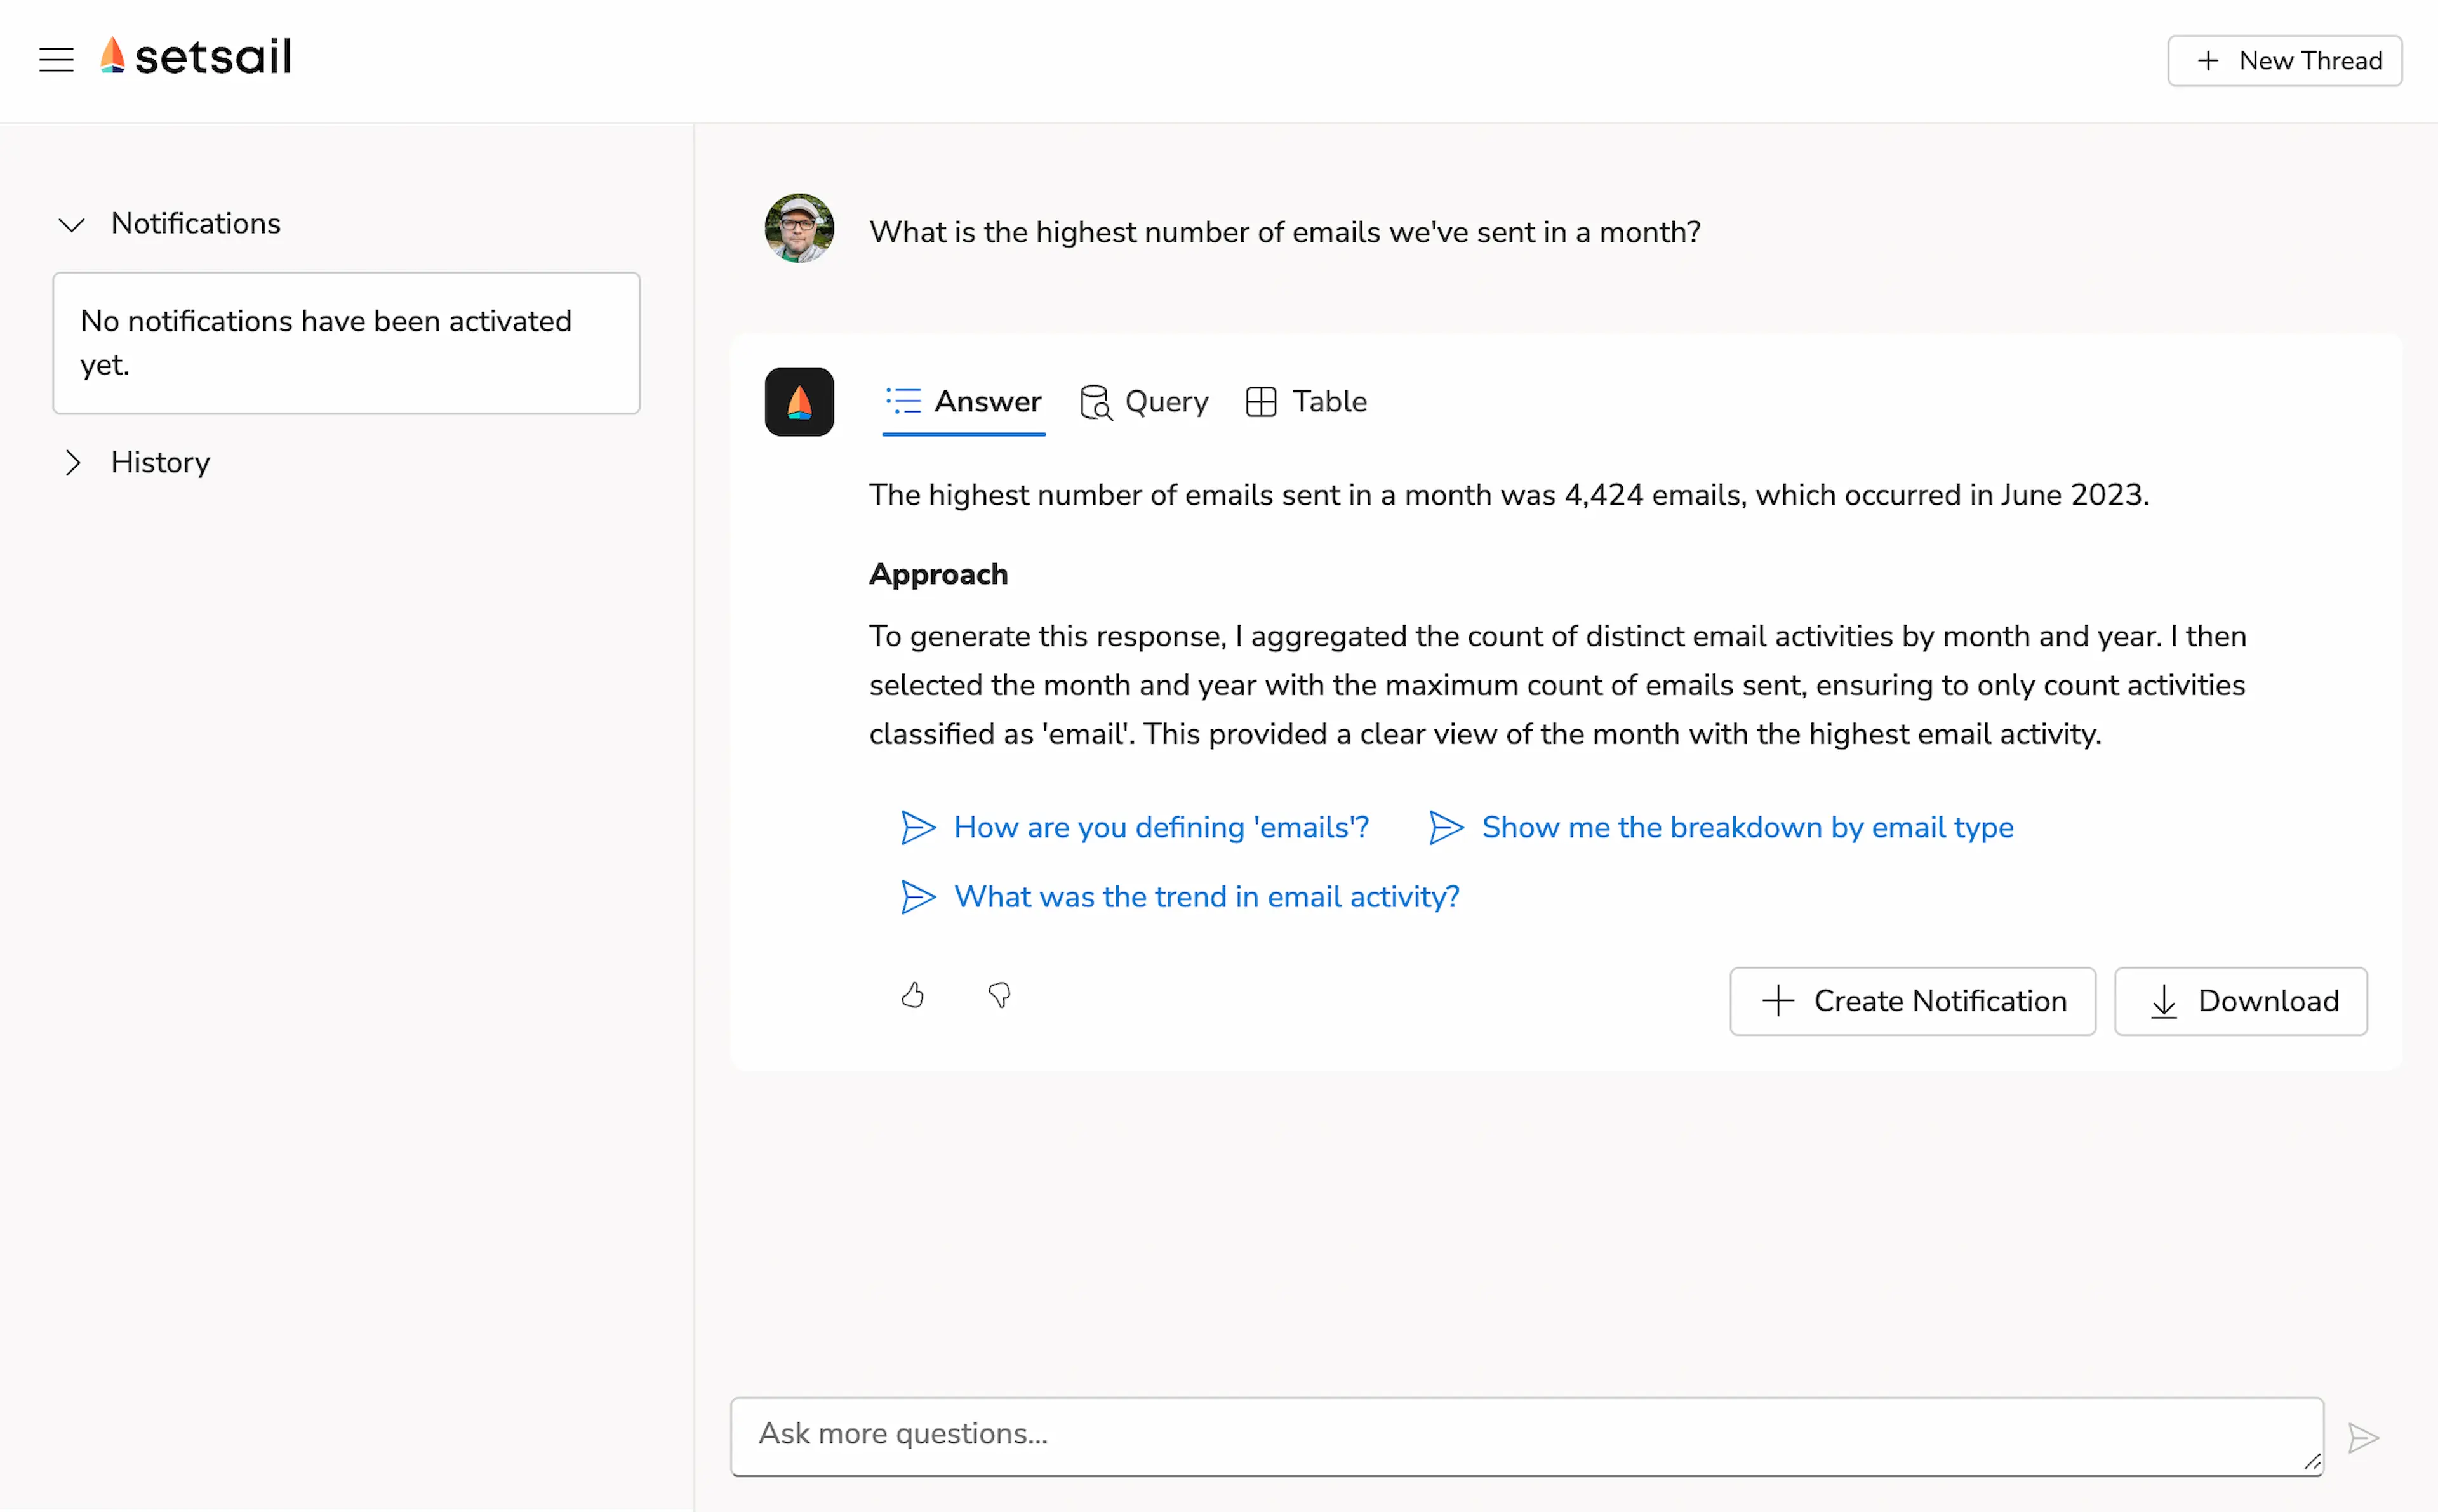 setsail
New Thread
Notifications
No notifications have been activated
yet.
History
What is the highest number of emails we've sent in a month?
Answer
Query
Table
The highest number of emails sent in a month was 4,424 emails, which occurred in June 2023.
Approach
To generate this response, I aggregated the count of distinct email activities by month and year. I then
selected the month and year with the maximum count of emails sent, ensuring to only count activities
classified as 'email'. This provided a clear view of the month with the highest email activity.
How are you defining 'emails'?
Show me the breakdown by email type
What was the trend in email activity?
Create Notification
Download
Ask more questions...